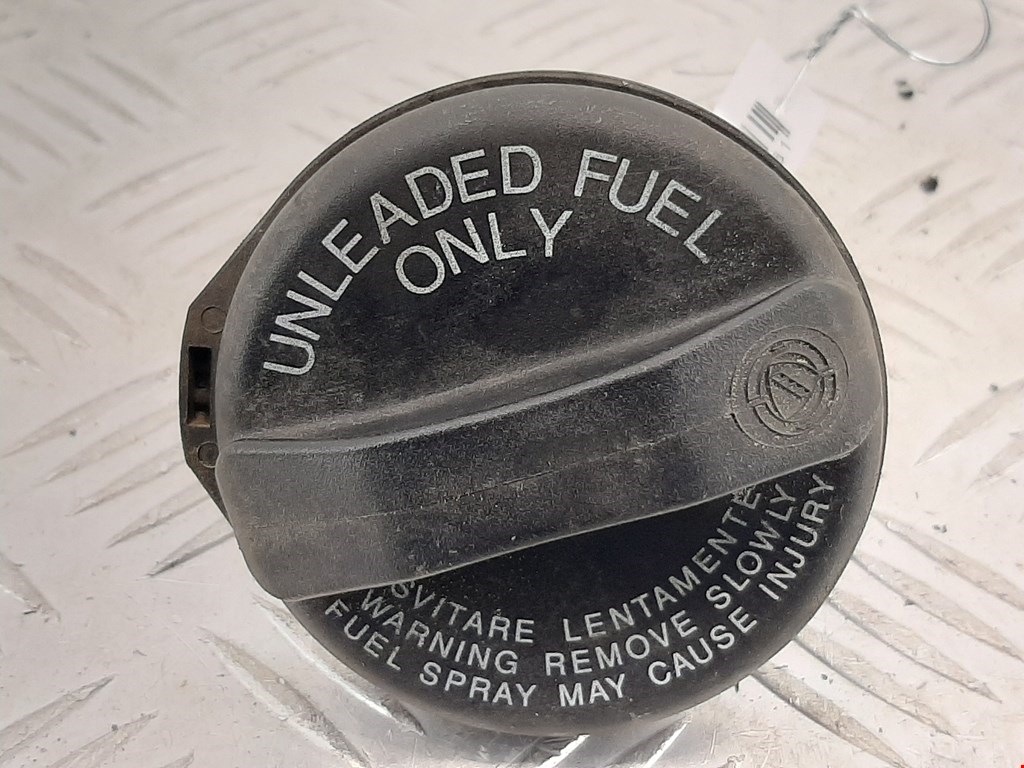 UNLEADED FUEL
ONLY
SVITARE LENTAMENTE
WARNING REMOVE SLOWLY
FUEL SPRAY MAY CAUSE INJURY